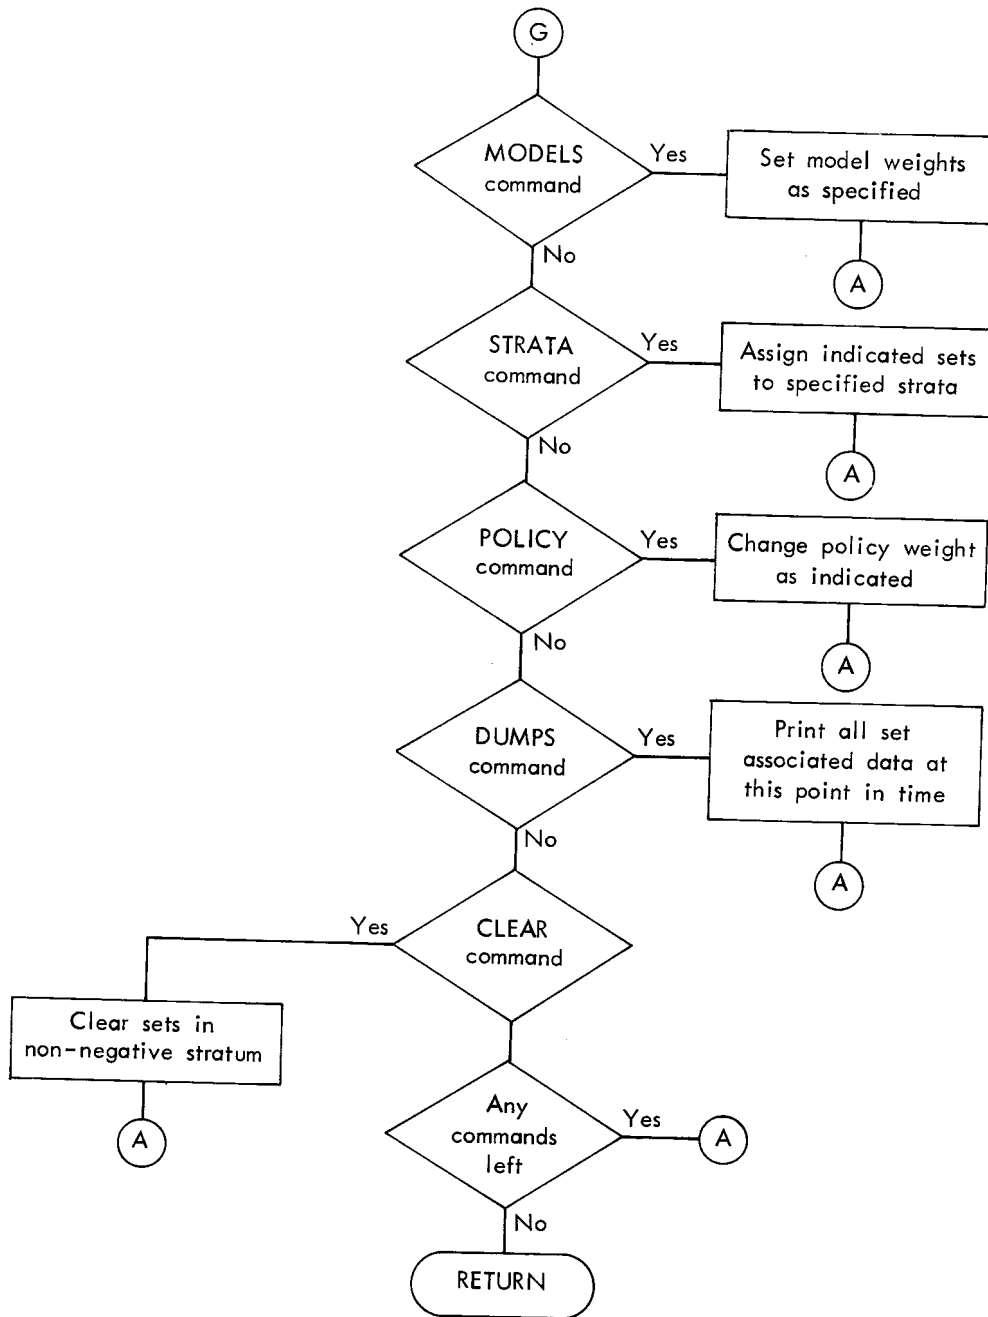 G
MODELS
command
Yes
Set model weights
as specified
A
No
STRATA
command
Yes
Assign indicated sets
to specified strata
A
No
POLICY
command
Yes
Change policy weight
as indicated
A
No
DUMPS
command
Yes
Print all set
associated data at
this point in time
A
No
CLEAR
command
Yes
Clear sets in
non-negative stratum
A
Any
commands
left
Yes
A
No
RETURN